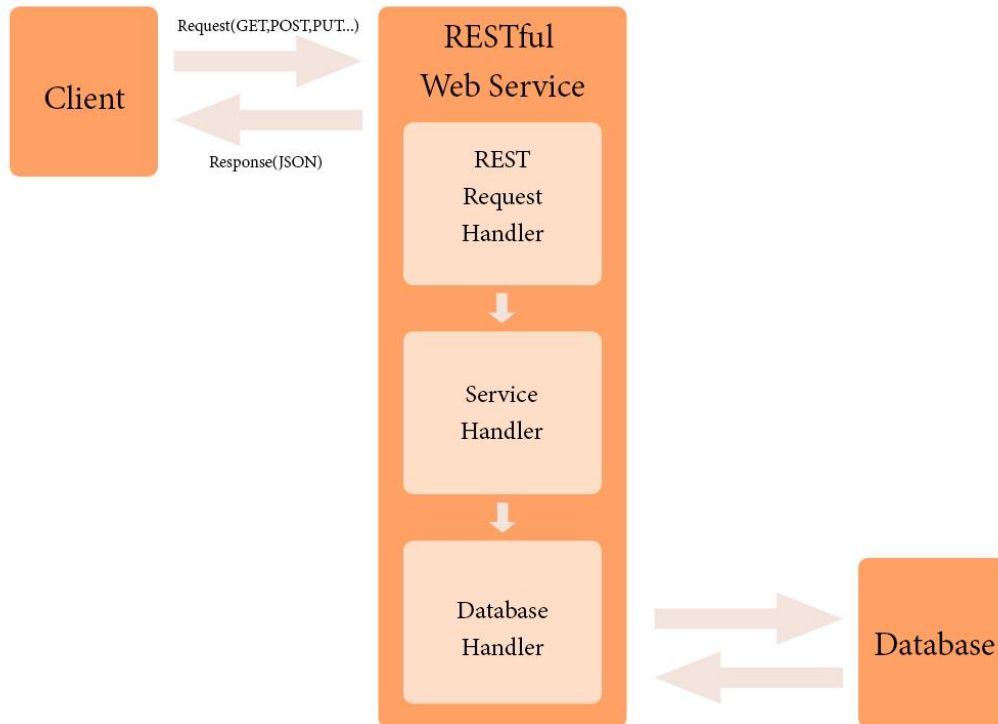 Request(GET,POST,PUT...)
Client
Response(JSON)
RESTful
Web Service
REST
Request
Handler
Service
Handler
Database
Handler
Database